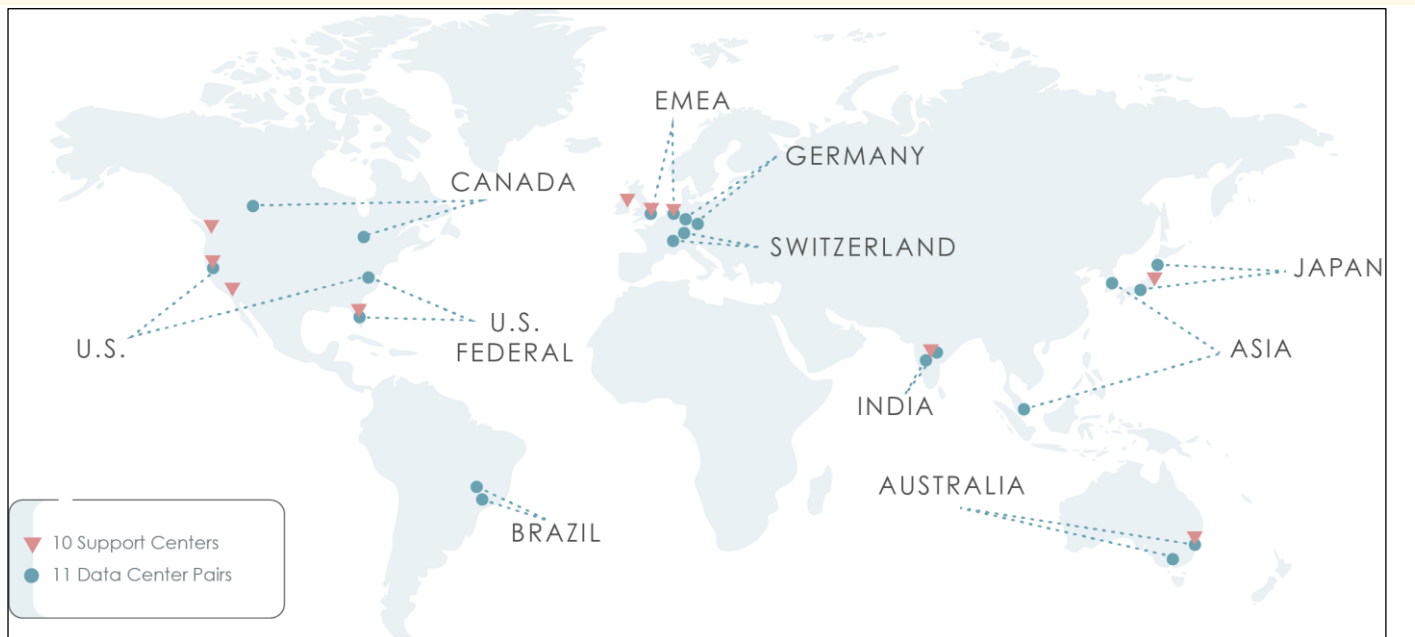 EMEA
GERMANY
CANADA
SWITZERLAND
JAPAN
U.S.
FEDERAL
U.S.
ASIA
INDIA
AUSTRALIA
BRAZIL
10 Support Centers
11 Data Center Pairs